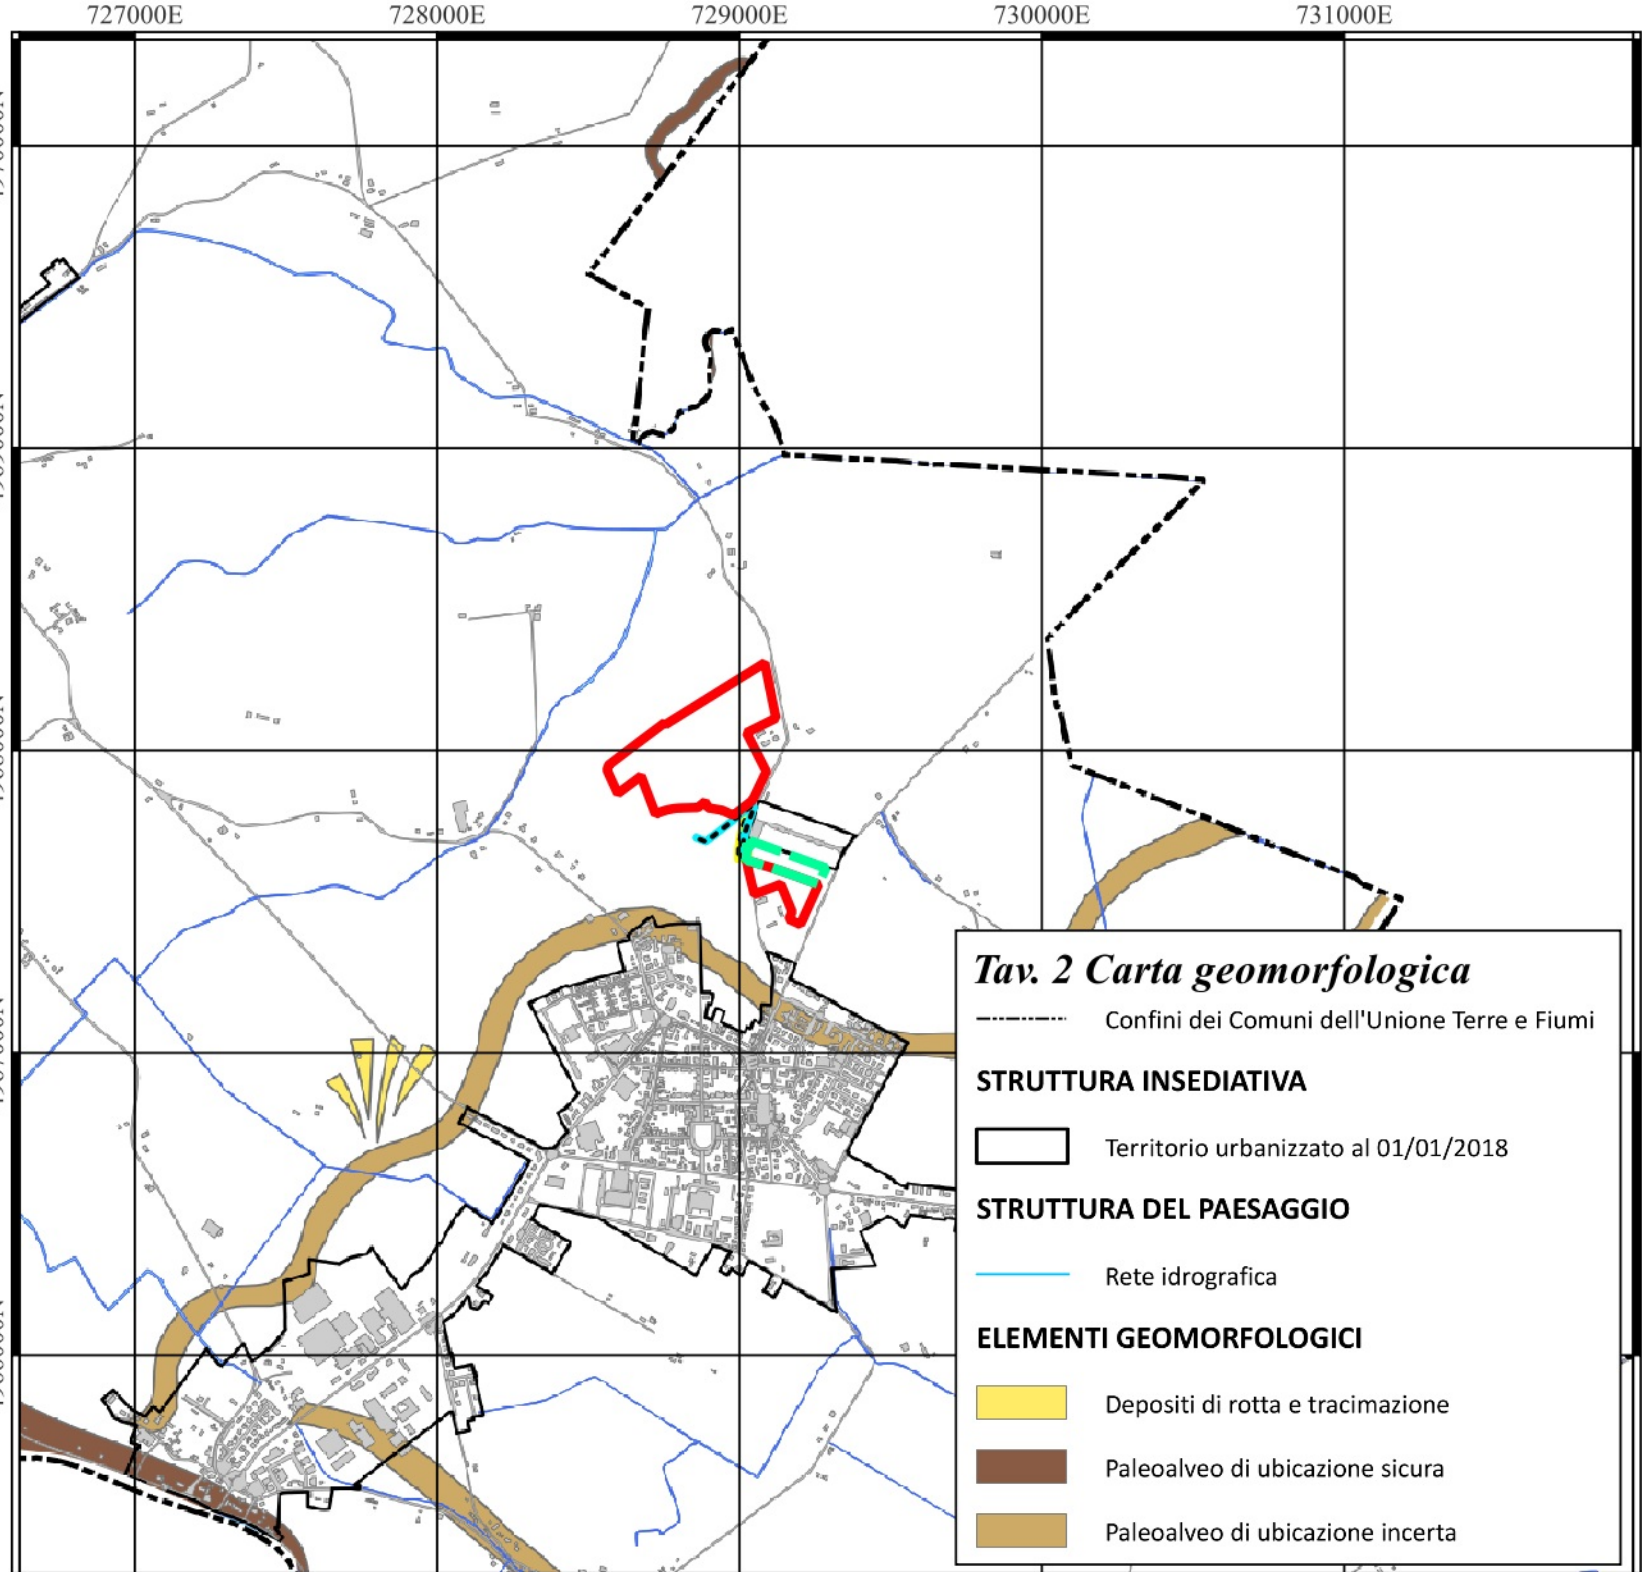 727000E 728000E 729000E 730000E 731000E
Tav. 2 Carta geomorfologica
Confini dei Comuni dell'Unione Terre e Fiumi
STRUTTURA INSEDIATIVA
Territorio urbanizzato al 01/01/2018
STRUTTURA DEL PAESAGGIO
Rete idrografica
ELEMENTI GEOMORFOLOGICI
Depositi di rotta e tracimazione
Paleoalveo di ubicazione sicura
Paleoalveo di ubicazione incerta